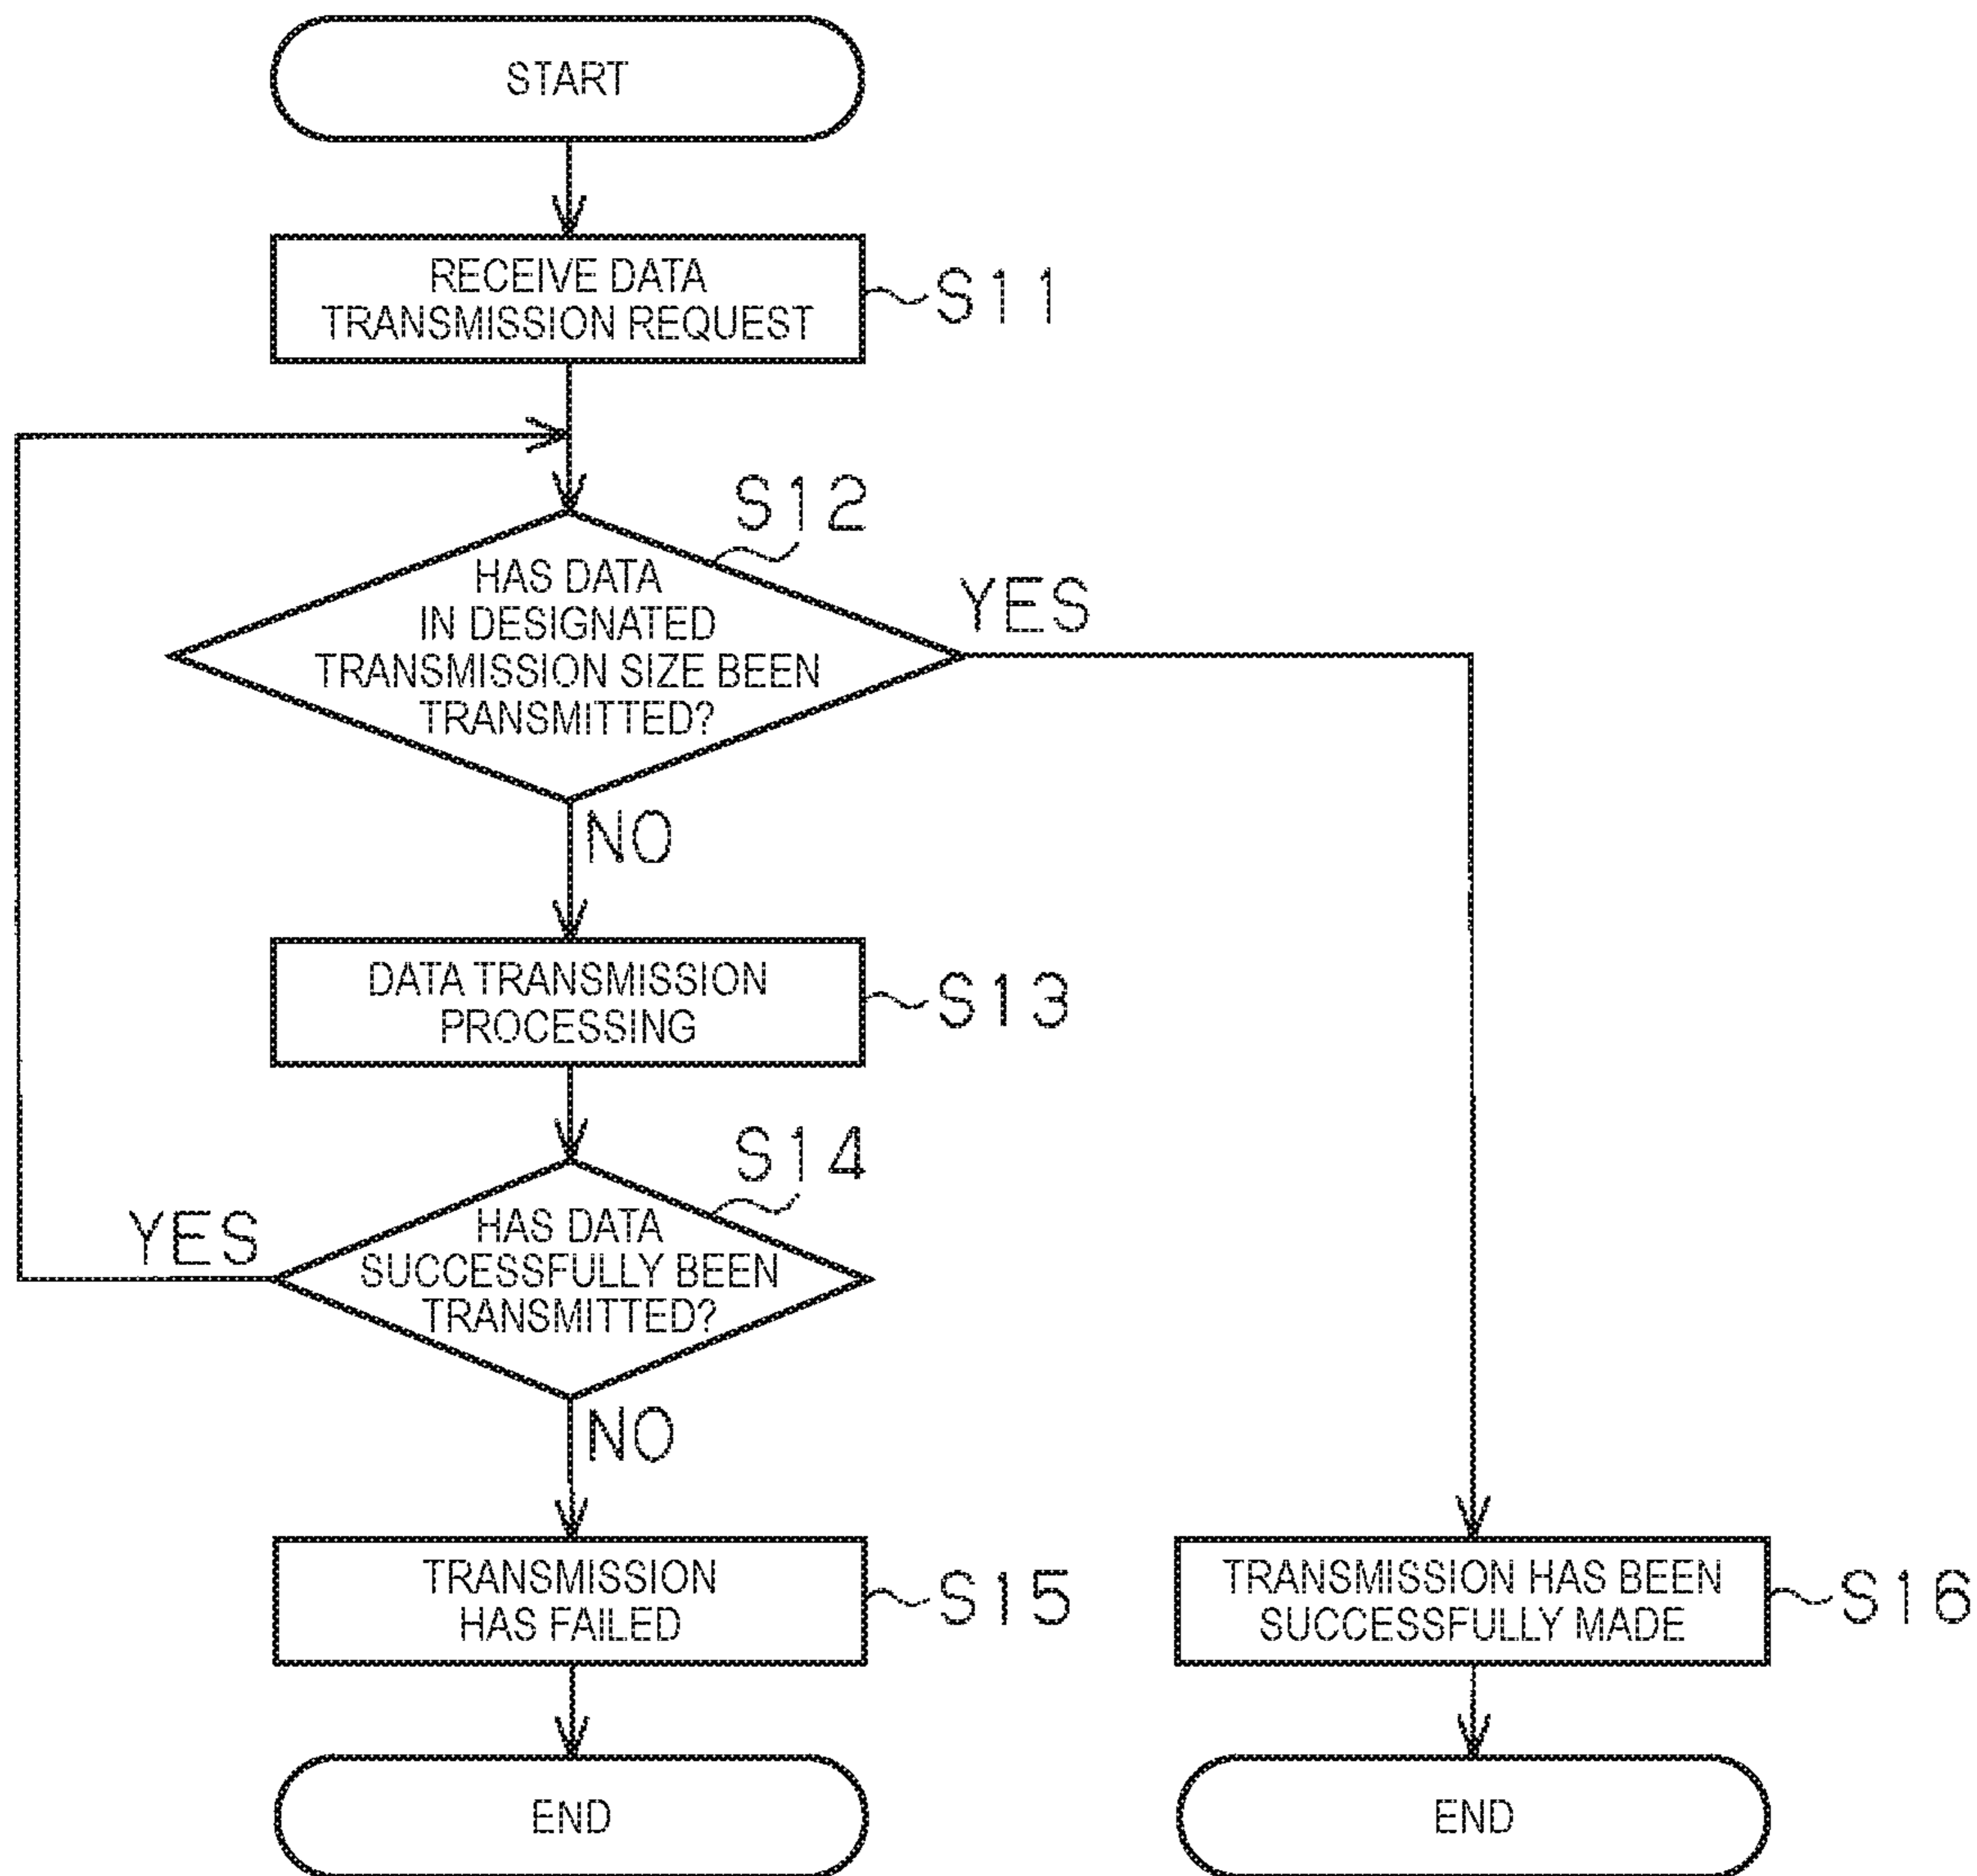 START
RECEIVE DATA
TRANSMISSION REQUEST
S11
S12
HAS DATA
IN DESIGNATED
TRANSMISSION SIZE BEEN
TRANSMITTED?
YES
NO
DATA TRANSMISSION
PROCESSING
S13
S14
HAS DATA
SUCCESSFULLY BEEN
TRANSMITTED?
YES
NO
TRANSMISSION
HAS FAILED
S15
TRANSMISSION HAS BEEN
SUCCESSFULLY MADE
S16
END
END